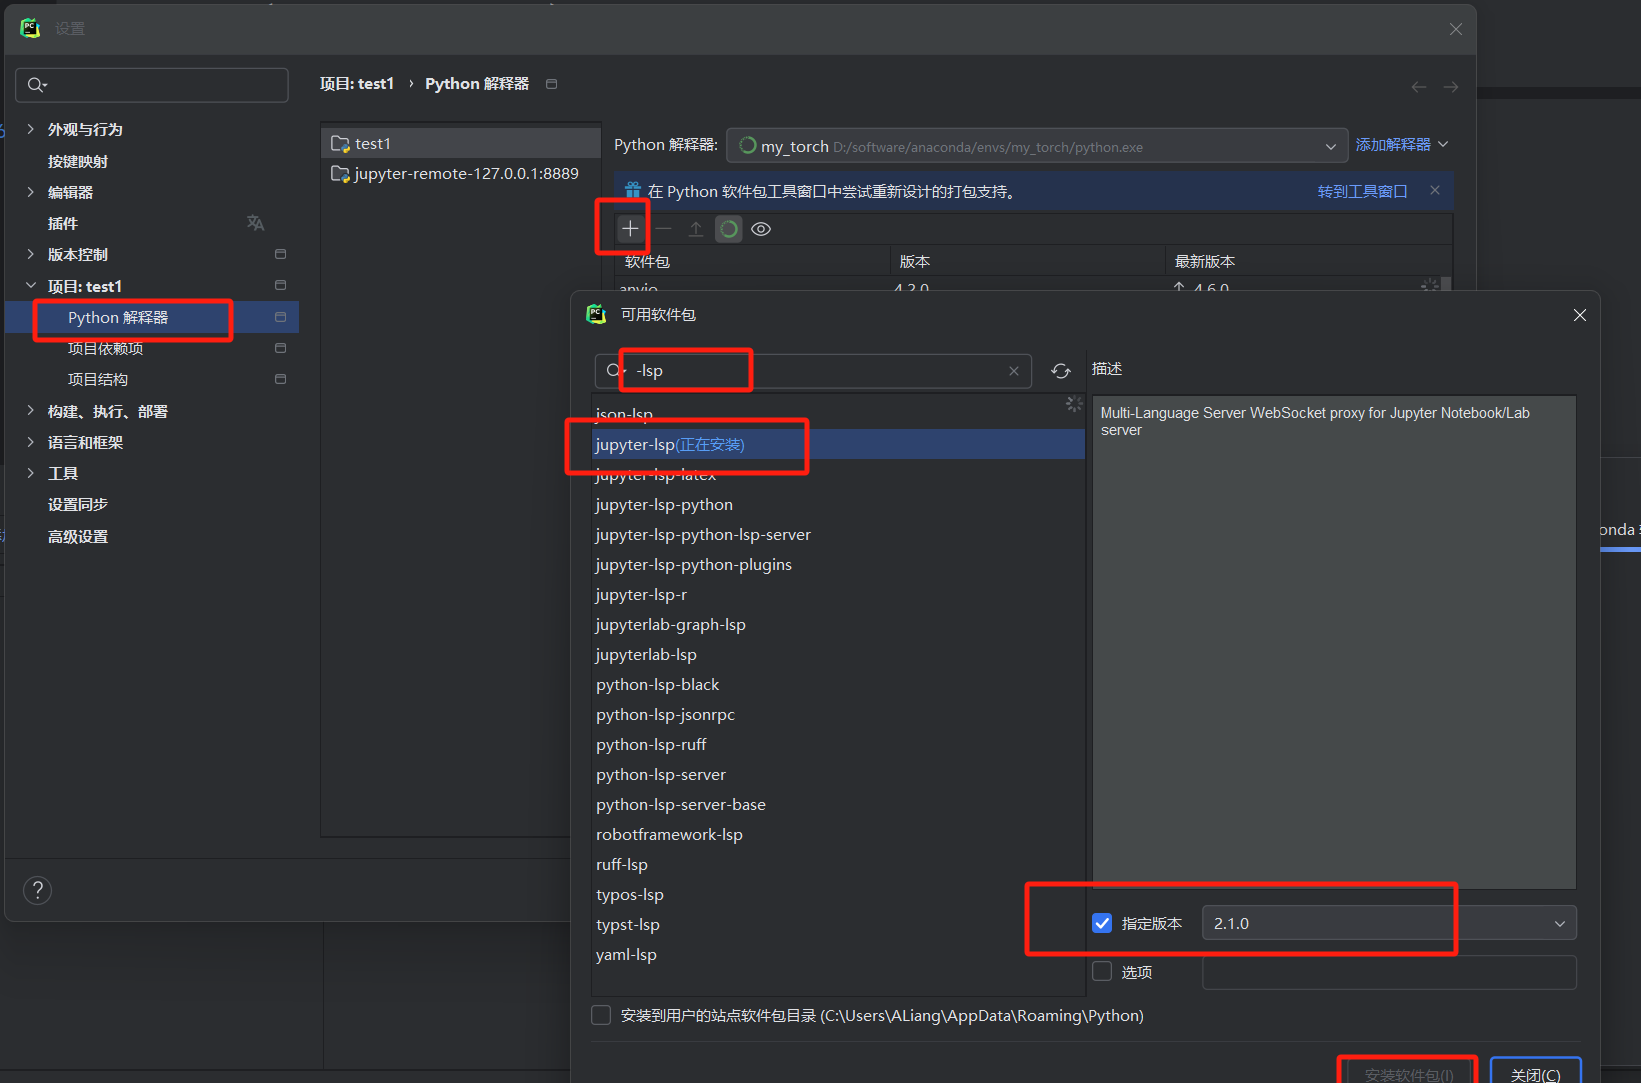 设置
项目: test1 › Python 解释器
外观与行为
按键映射
编辑器
插件
版本控制
项目: test1
Python 解释器
项目依赖项
项目结构
构建、执行、部署
语言和框架
工具
设置同步
高级设置
?
test1
jupyter-remote-127.0.0.1:8889
Python 解释器: my_torch D:/software/anaconda/envs/my_torch/python.exe 添加解释器
在 Python 软件包工具窗口中尝试重新设计的打包支持。 转到工具窗口
软件包 版本 最新版本
anyio 4.2.0 4.6.0
可用软件包
-lsp
描述
json-lsp
jupyter-lsp(正在安装)
jupyter-lsp-latex
jupyter-lsp-python
jupyter-lsp-python-lsp-server
jupyter-lsp-python-plugins
jupyter-lsp-r
jupyterlab-graph-lsp
jupyterlab-lsp
python-lsp-black
python-lsp-jsonrpc
python-lsp-ruff
python-lsp-server
python-lsp-server-base
robotframework-lsp
ruff-lsp
typos-lsp
typst-lsp
yaml-lsp
Multi-Language Server WebSocket proxy for Jupyter Notebook/Lab
server
指定版本 2.1.0
选项
安装到用户的站点软件包目录 (C:\Users\ALiang\AppData\Roaming\Python)
安装软件包(I) 关闭(C)
onda